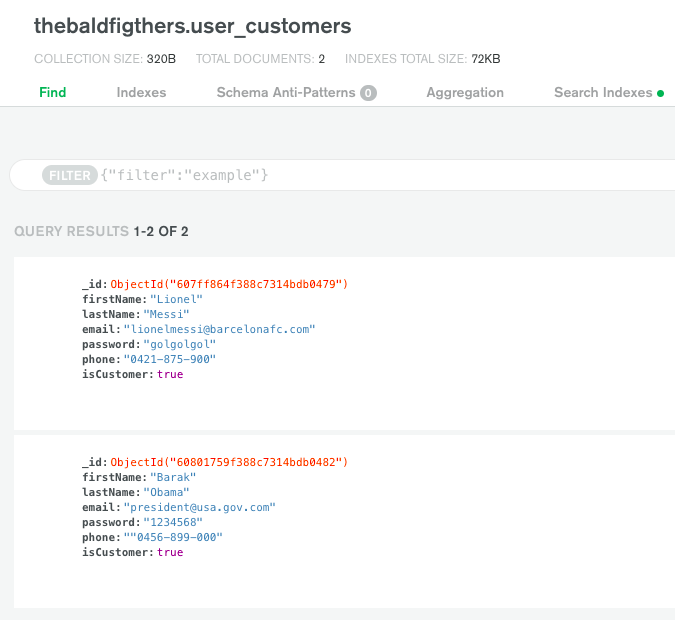 thebaldfigthers.user_customers
COLLECTION SIZE: 320B TOTAL DOCUMENTS: 2 INDEXES TOTAL SIZE: 72KB
Find Indexes Schema Anti-Patterns 0 Aggregation Search Indexes
FILTER {"filter":"example"}
QUERY RESULTS 1-2 OF 2
_id: ObjectId("607ff864f388c7314bdb0479")
firstName: "Lionel"
lastName: "Messi"
email: "lionelmessi@barcelonafc.com"
password: "golgolgol"
phone: "0421-875-900"
isCustomer: true
_id: ObjectId("60801759f388c7314bdb0482")
firstName: "Barak"
lastName: "Obama"
email: "president@usa.gov.com"
password: "1234568"
phone: ""0456-899-000"
isCustomer: true